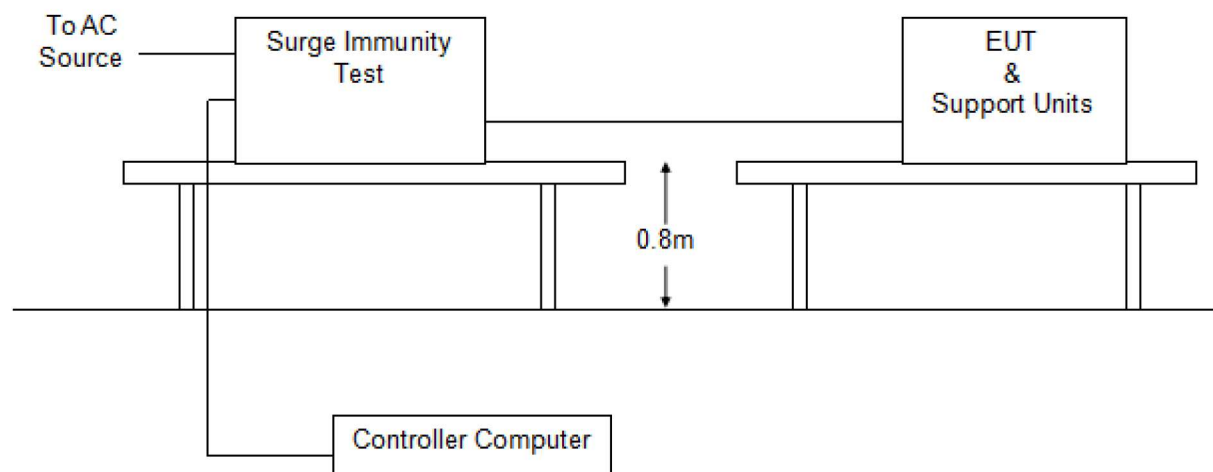 To AC
Source
Surge Immunity
Test
EUT
&
Support Units
0.8m
Controller Computer